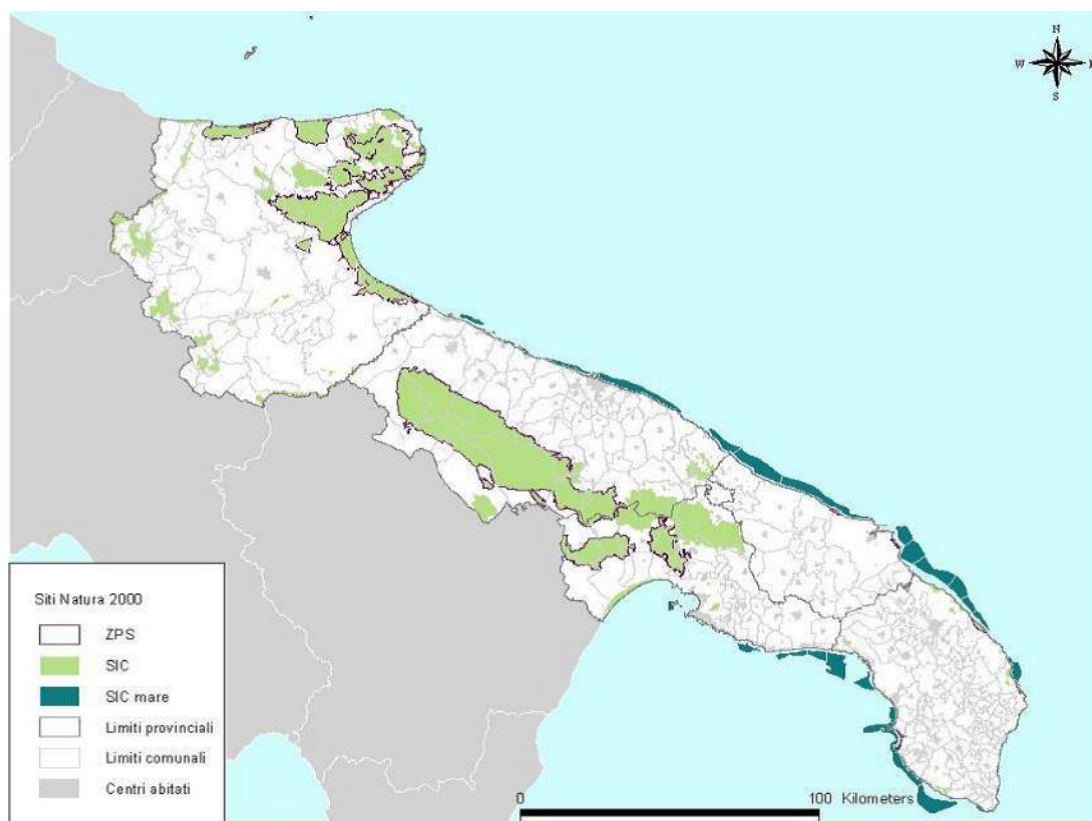 N
W E
S
Siti Natura 2000
ZPS
SIC
SIC mare
Limiti provinciali
Limiti comunali
Centri abitati
0 100 Kilometers